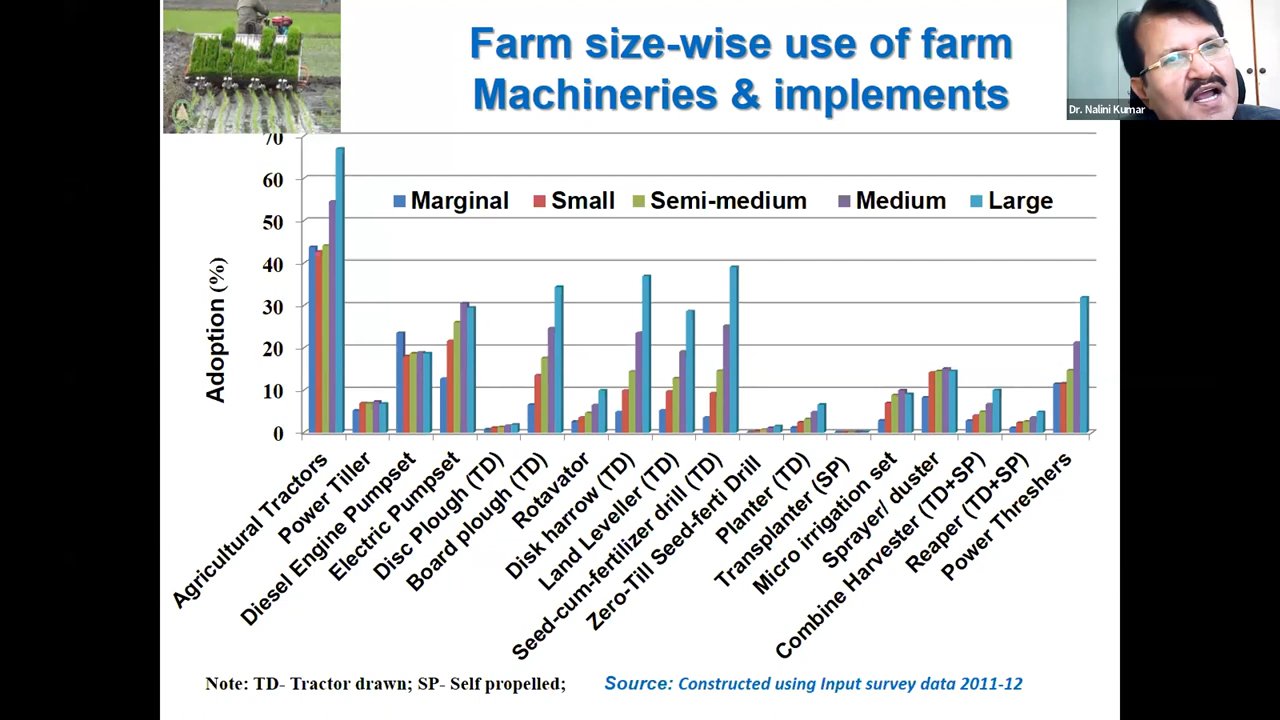 Farm size-wise use of farm
Machineries & implements
Dr. Nalini Kumar
70
60
50
40
30
20
10
0
Adoption (%)
Marginal Small Semi-medium Medium Large
Agricultural Tractors
Power Tiller
Diesel Engine Pumpset
Electric Pumpset
Disc Plough (TD)
Board plough (TD)
Rotavator
Disk harrow (TD)
Land Leveller (TD)
Seed-cum-fertilizer drill (TD)
Zero-Till Seed-ferti Drill
Planter (TD)
Transplanter (SP)
Micro irrigation set
Sprayer/ duster
Combine Harvester (TD+SP)
Reaper (TD+SP)
Power Threshers
Note: TD- Tractor drawn; SP- Self propelled; Source: Constructed using Input survey data 2011-12